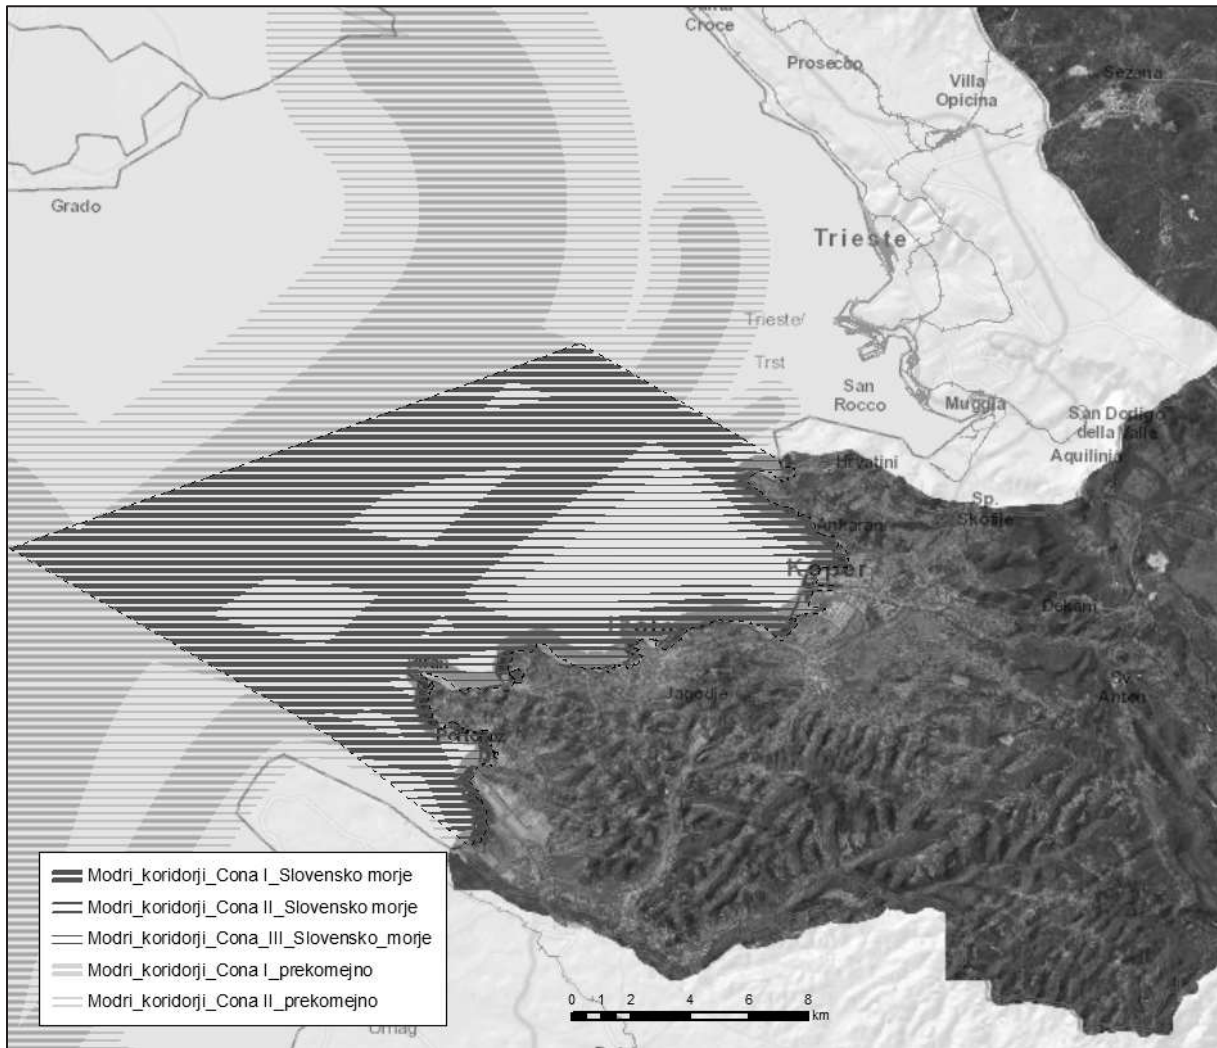 Croce
Prosecco
Sezana
Villa
Opicina
Grado
Trieste
Trieste/
Trst
San
Rocco
Muggia
San Dorligo
della Valle
Aquilinia
Hrvatini
Sp.
Škofije
Ankaran
Koper
Dekani
Izola
Piran
Sv.
Anton
Jagodje
Portorož
Modri_koridorji_Cona I_Slovensko morje
Modri_koridorji_Cona II_Slovensko morje
Modri_koridorji_Cona_III_Slovensko_morje
Modri_koridorji_Cona I_prekomejno
Modri_koridorji_Cona II_prekomejno
0 1 2 4 6 8
km
Umag